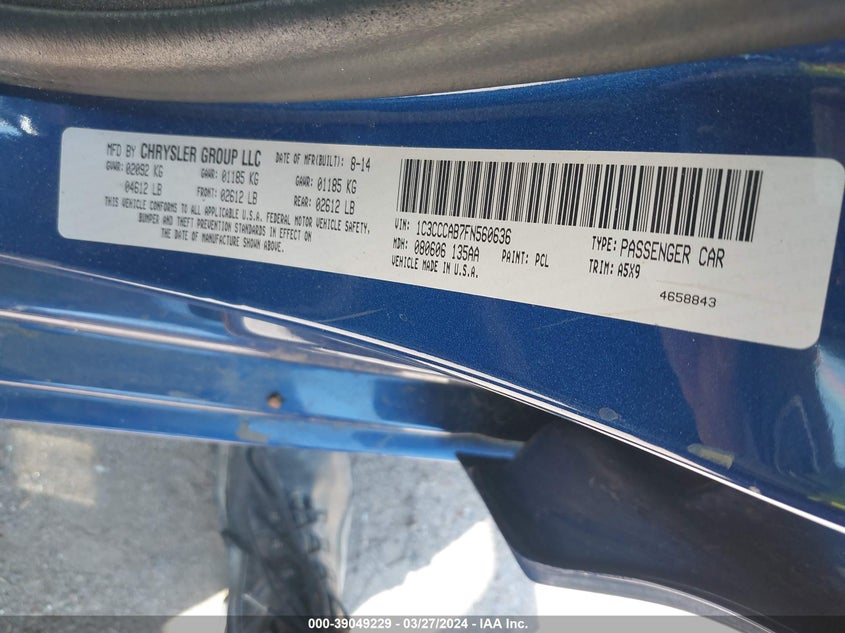 MFD BY CHRYSLER GROUP LLC DATE OF MFR(BUILT): 8-14
GVWR: 02092 KG GAWR: 01185 KG GAWR: 01185 KG
04612 LB FRONT: 02612 LB REAR: 02612 LB
THIS VEHICLE CONFORMS TO ALL APPLICABLE U.S.A. FEDERAL MOTOR VEHICLE SAFETY,
BUMPER AND THEFT PREVENTION STANDARDS IN EFFECT ON
THE DATE OF MANUFACTURE SHOWN ABOVE.
VIN: 1C3CCCAB7FN560636 TYPE: PASSENGER CAR
MDH: 080606 135AA PAINT: PCL TRIM: A5X9
VEHICLE MADE IN U.S.A.
4658843
000-39049229 - 03/27/2024 - IAA Inc.